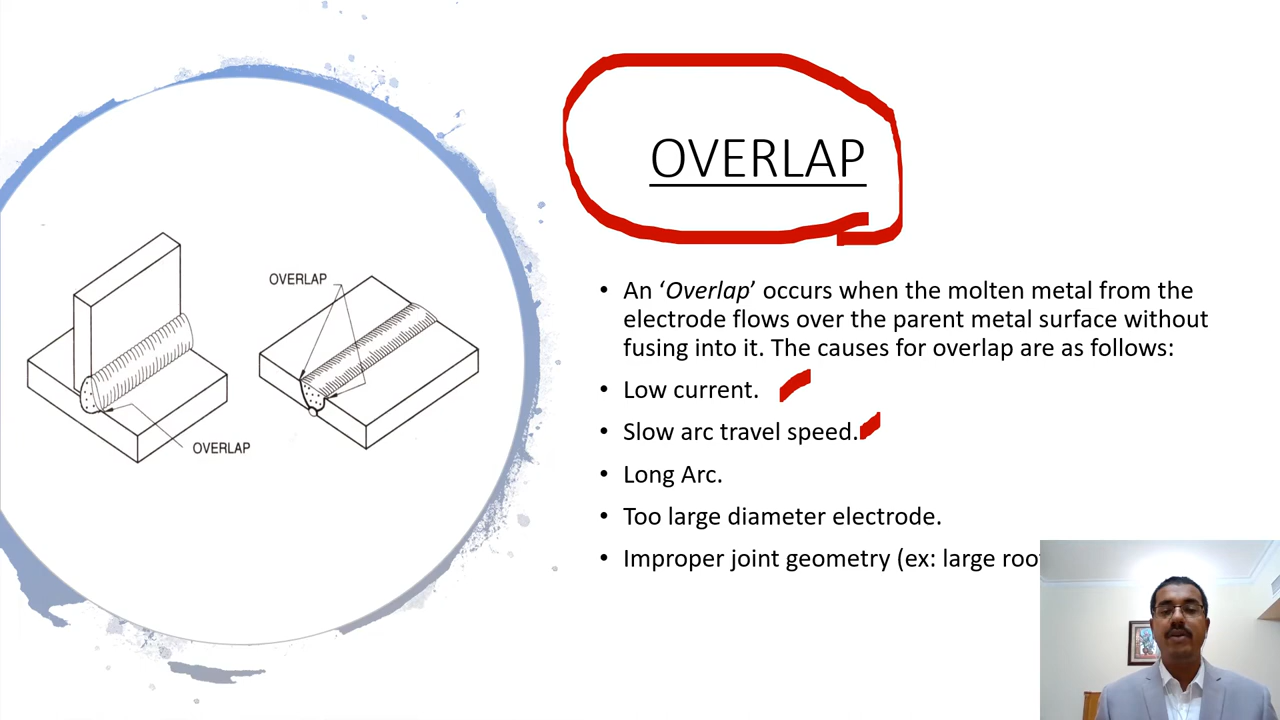 OVERLAP
OVERLAP
OVERLAP
An ‘Overlap’ occurs when the molten metal from the
electrode flows over the parent metal surface without
fusing into it. The causes for overlap are as follows:
• Low current.
• Slow arc travel speed.
• Long Arc.
• Too large diameter electrode.
• Improper joint geometry (ex: large